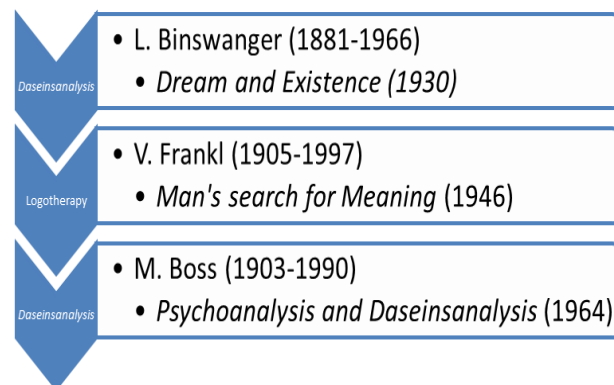 Daseinsanalysis
• L. Binswanger (1881-1966)
• Dream and Existence (1930)
Logotherapy
• V. Frankl (1905-1997)
• Man's search for Meaning (1946)
Daseinsanalysis
• M. Boss (1903-1990)
• Psychoanalysis and Daseinsanalysis (1964)